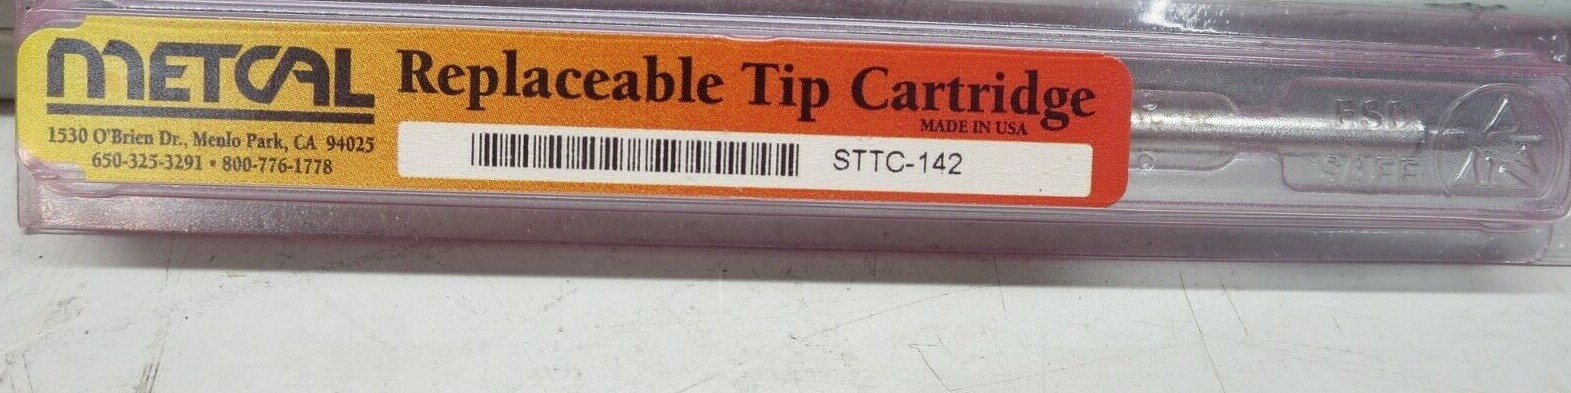 METCAL
1530 O'Brien Dr., Menlo Park, CA 94025
650-325-3291 • 800-776-1778
Replaceable Tip Cartridge
MADE IN USA
STTC-142
ESD
SAFE